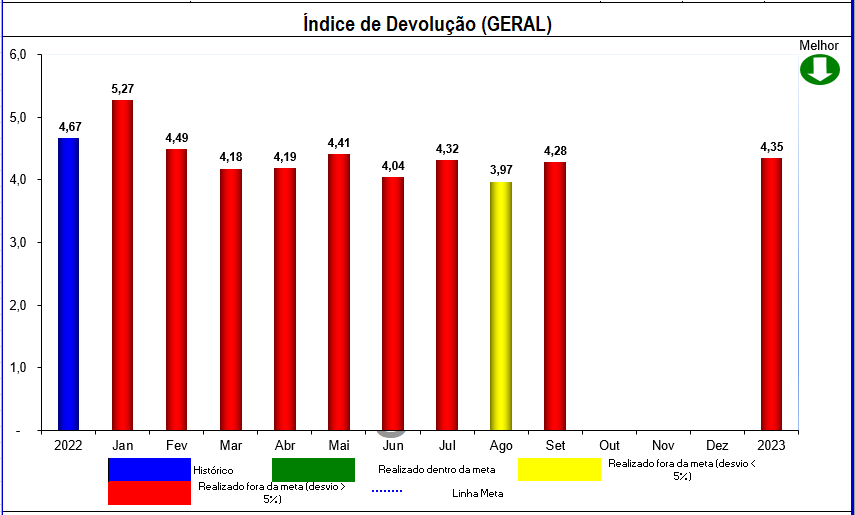 Índice de Devolução (GERAL)
Melhor
6,0
5,0
4,0
3,0
2,0
1,0
-
4,67
5,27
4,49
4,18
4,19
4,41
4,04
4,32
3,97
4,28
4,35
2022 Jan Fev Mar Abr Mai Jun Jul Ago Set Out Nov Dez 2023
Histórico
Realizado dentro da meta
Realizado fora da meta (desvio <
5%)
Realizado fora da meta (desvio >
5%)
Linha Meta